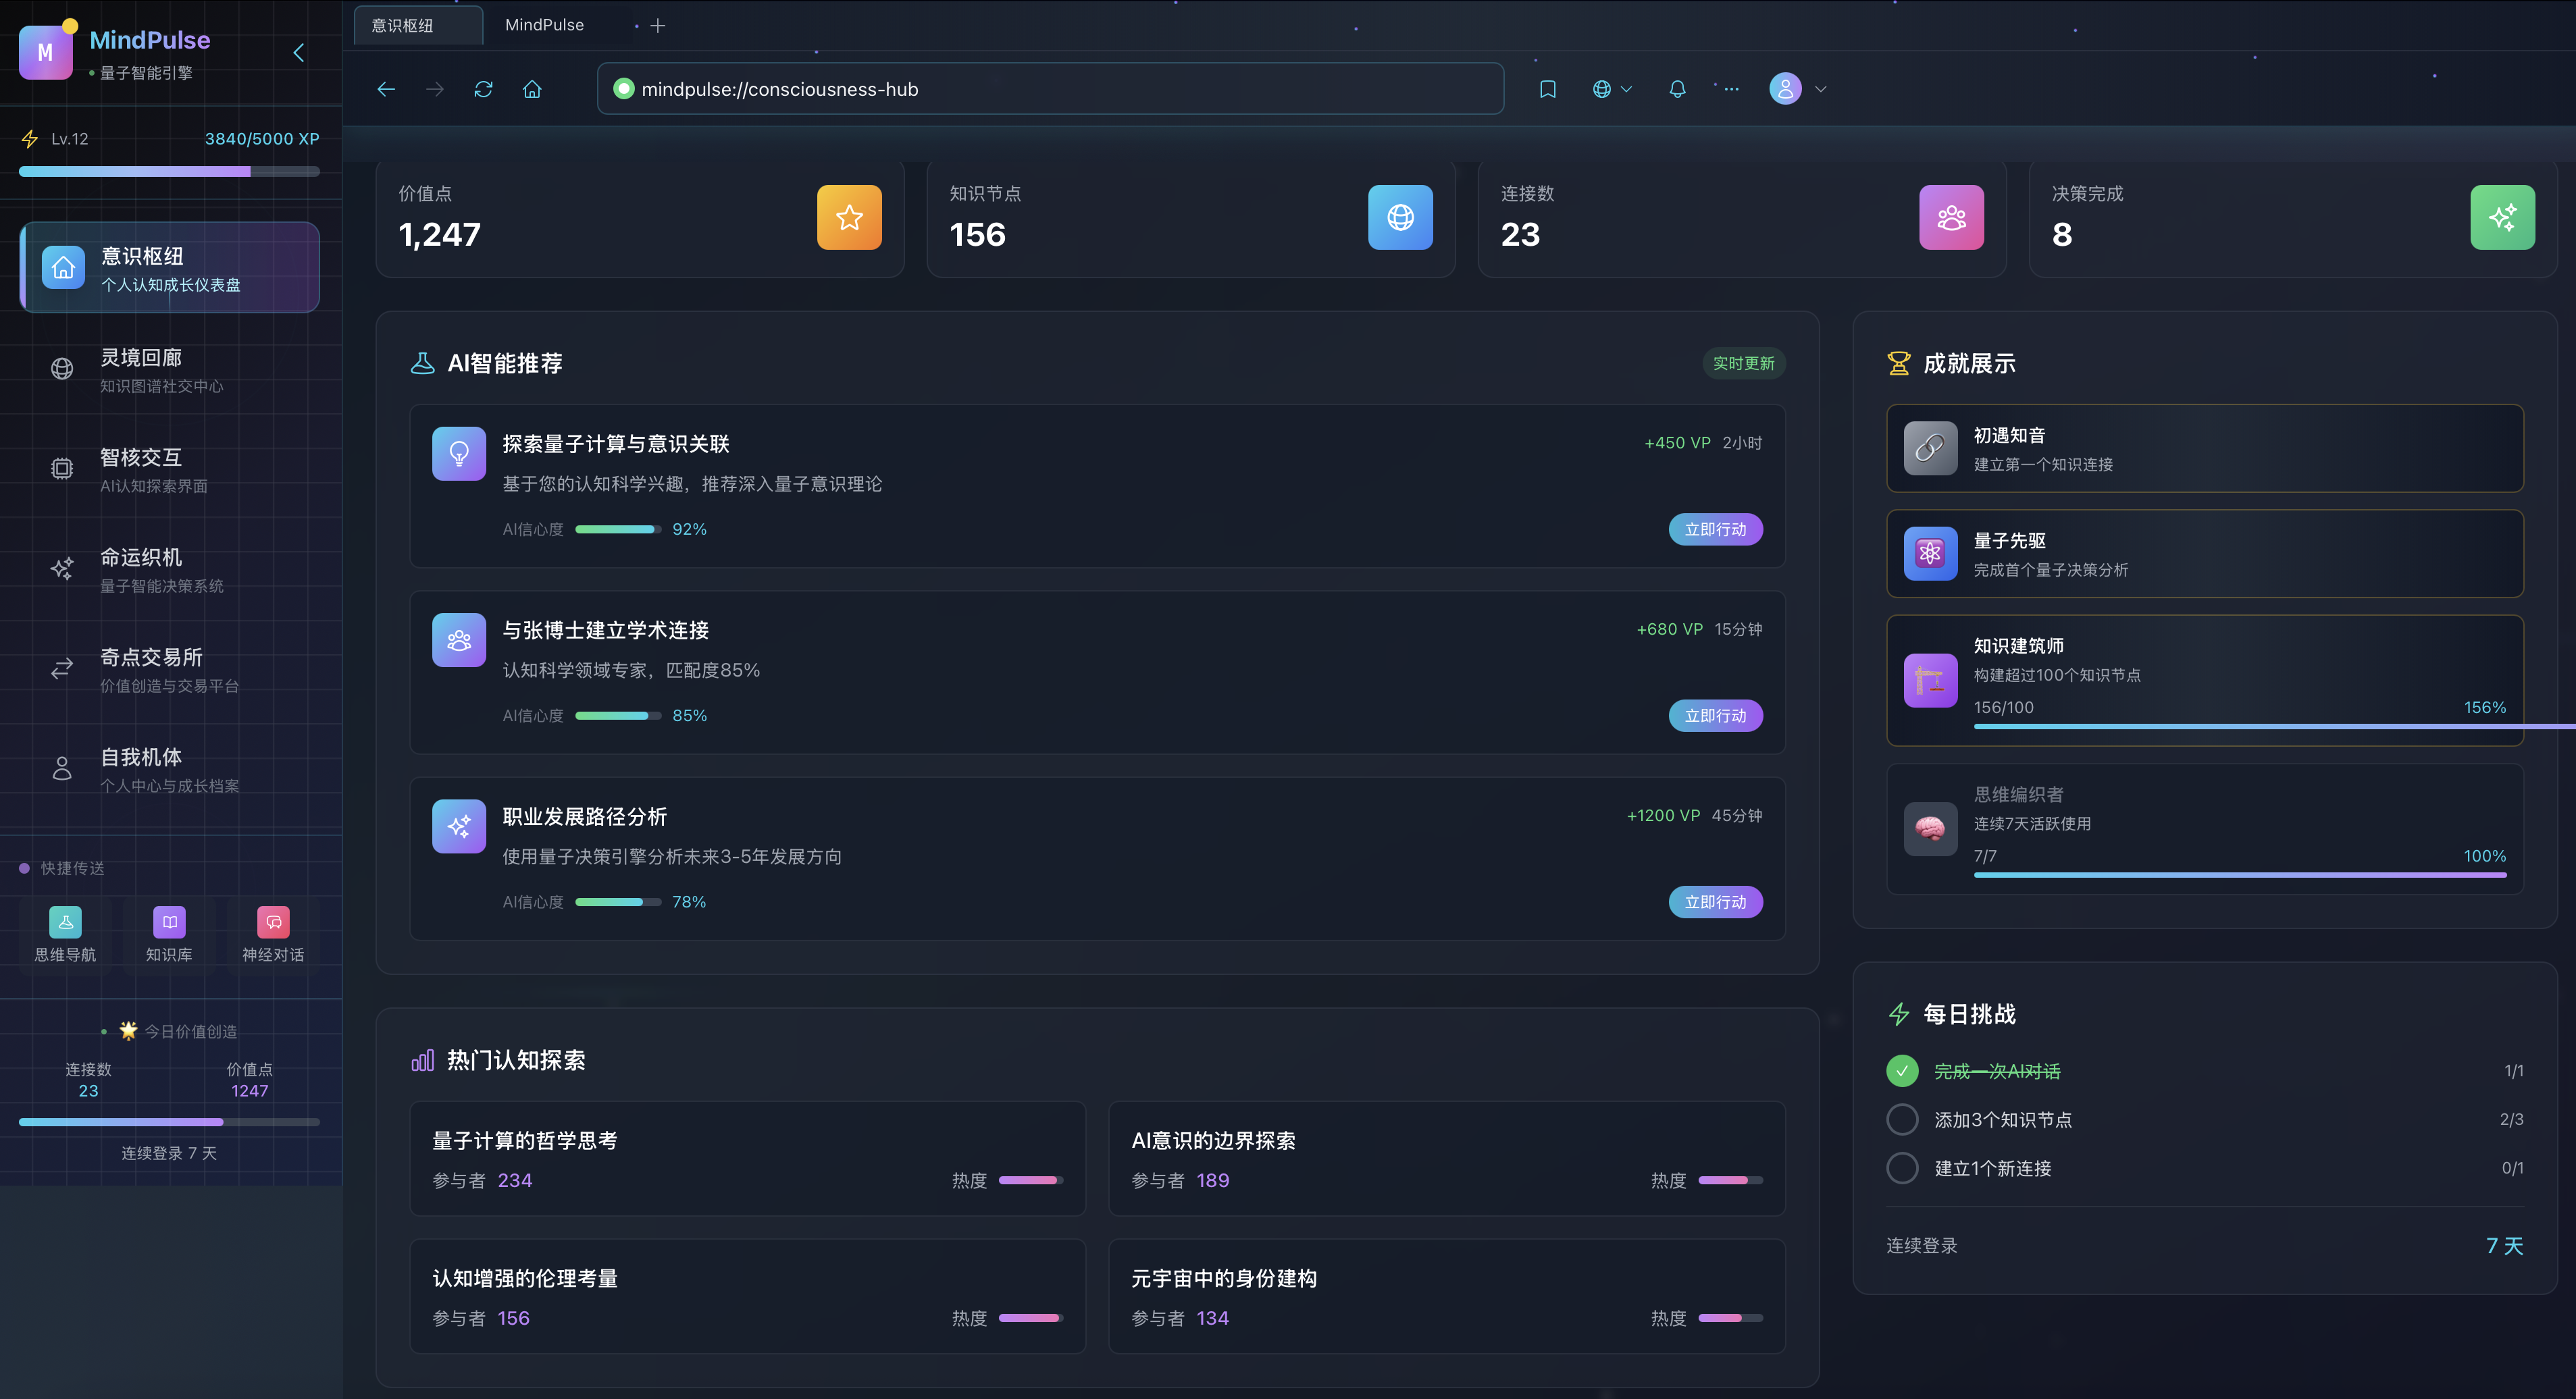 M
MindPulse
量子智能引擎
Lv.12
3840/5000 XP
意识枢纽
个人认知成长仪表盘
灵境回廊
知识图谱社交中心
智核交互
AI认知探索界面
命运织机
量子智能决策系统
奇点交易所
价值创造与交易平台
自我机体
个人中心与成长档案
快捷传送
思维导航
知识库
神经对话
今日价值创造
连接数
价值点
23
1247
连续登录 7 天
意识枢纽
MindPulse
mindpulse://consciousness-hub
价值点
1,247
知识节点
156
连接数
23
决策完成
8
AI智能推荐
实时更新
探索量子计算与意识关联
+450 VP 2小时
基于您的认知科学兴趣，推荐深入量子意识理论
AI信心度 92%
立即行动
与张博士建立学术连接
+680 VP 15分钟
认知科学领域专家，匹配度85%
AI信心度 85%
立即行动
职业发展路径分析
+1200 VP 45分钟
使用量子决策引擎分析未来3-5年发展方向
AI信心度 78%
立即行动
热门认知探索
量子计算的哲学思考
参与者 234 热度
AI意识的边界探索
参与者 189 热度
认知增强的伦理考量
参与者 156 热度
元宇宙中的身份建构
参与者 134 热度
成就展示
初遇知音
建立第一个知识连接
量子先驱
完成首个量子决策分析
知识建筑师
构建超过100个知识节点
156/100 156%
思维编织者
连续7天活跃使用
7/7 100%
每日挑战
完成一次AI对话 1/1
添加3个知识节点 2/3
建立1个新连接 0/1
连续登录 7 天